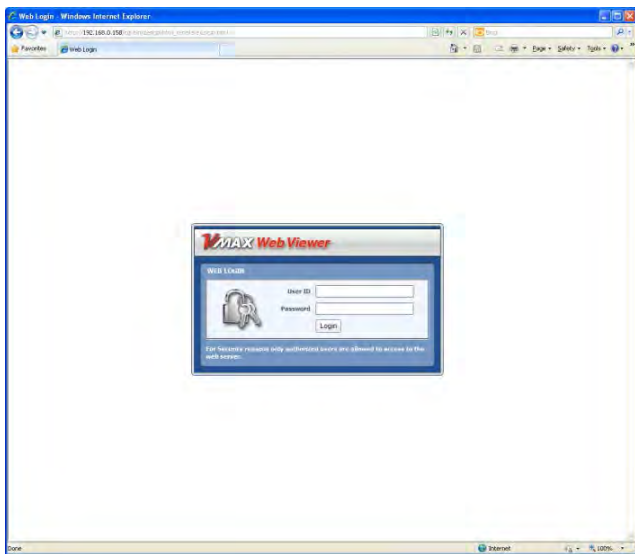 Web Login - Windows Internet Explorer
192.168.0.158
Favorites Web Login Page Safety Tools
VMAX Web Viewer
WEB LOGIN
User ID
Password
Login
For Security reasons only authorized users are allowed to access to the
web server.
Done Internet 100%